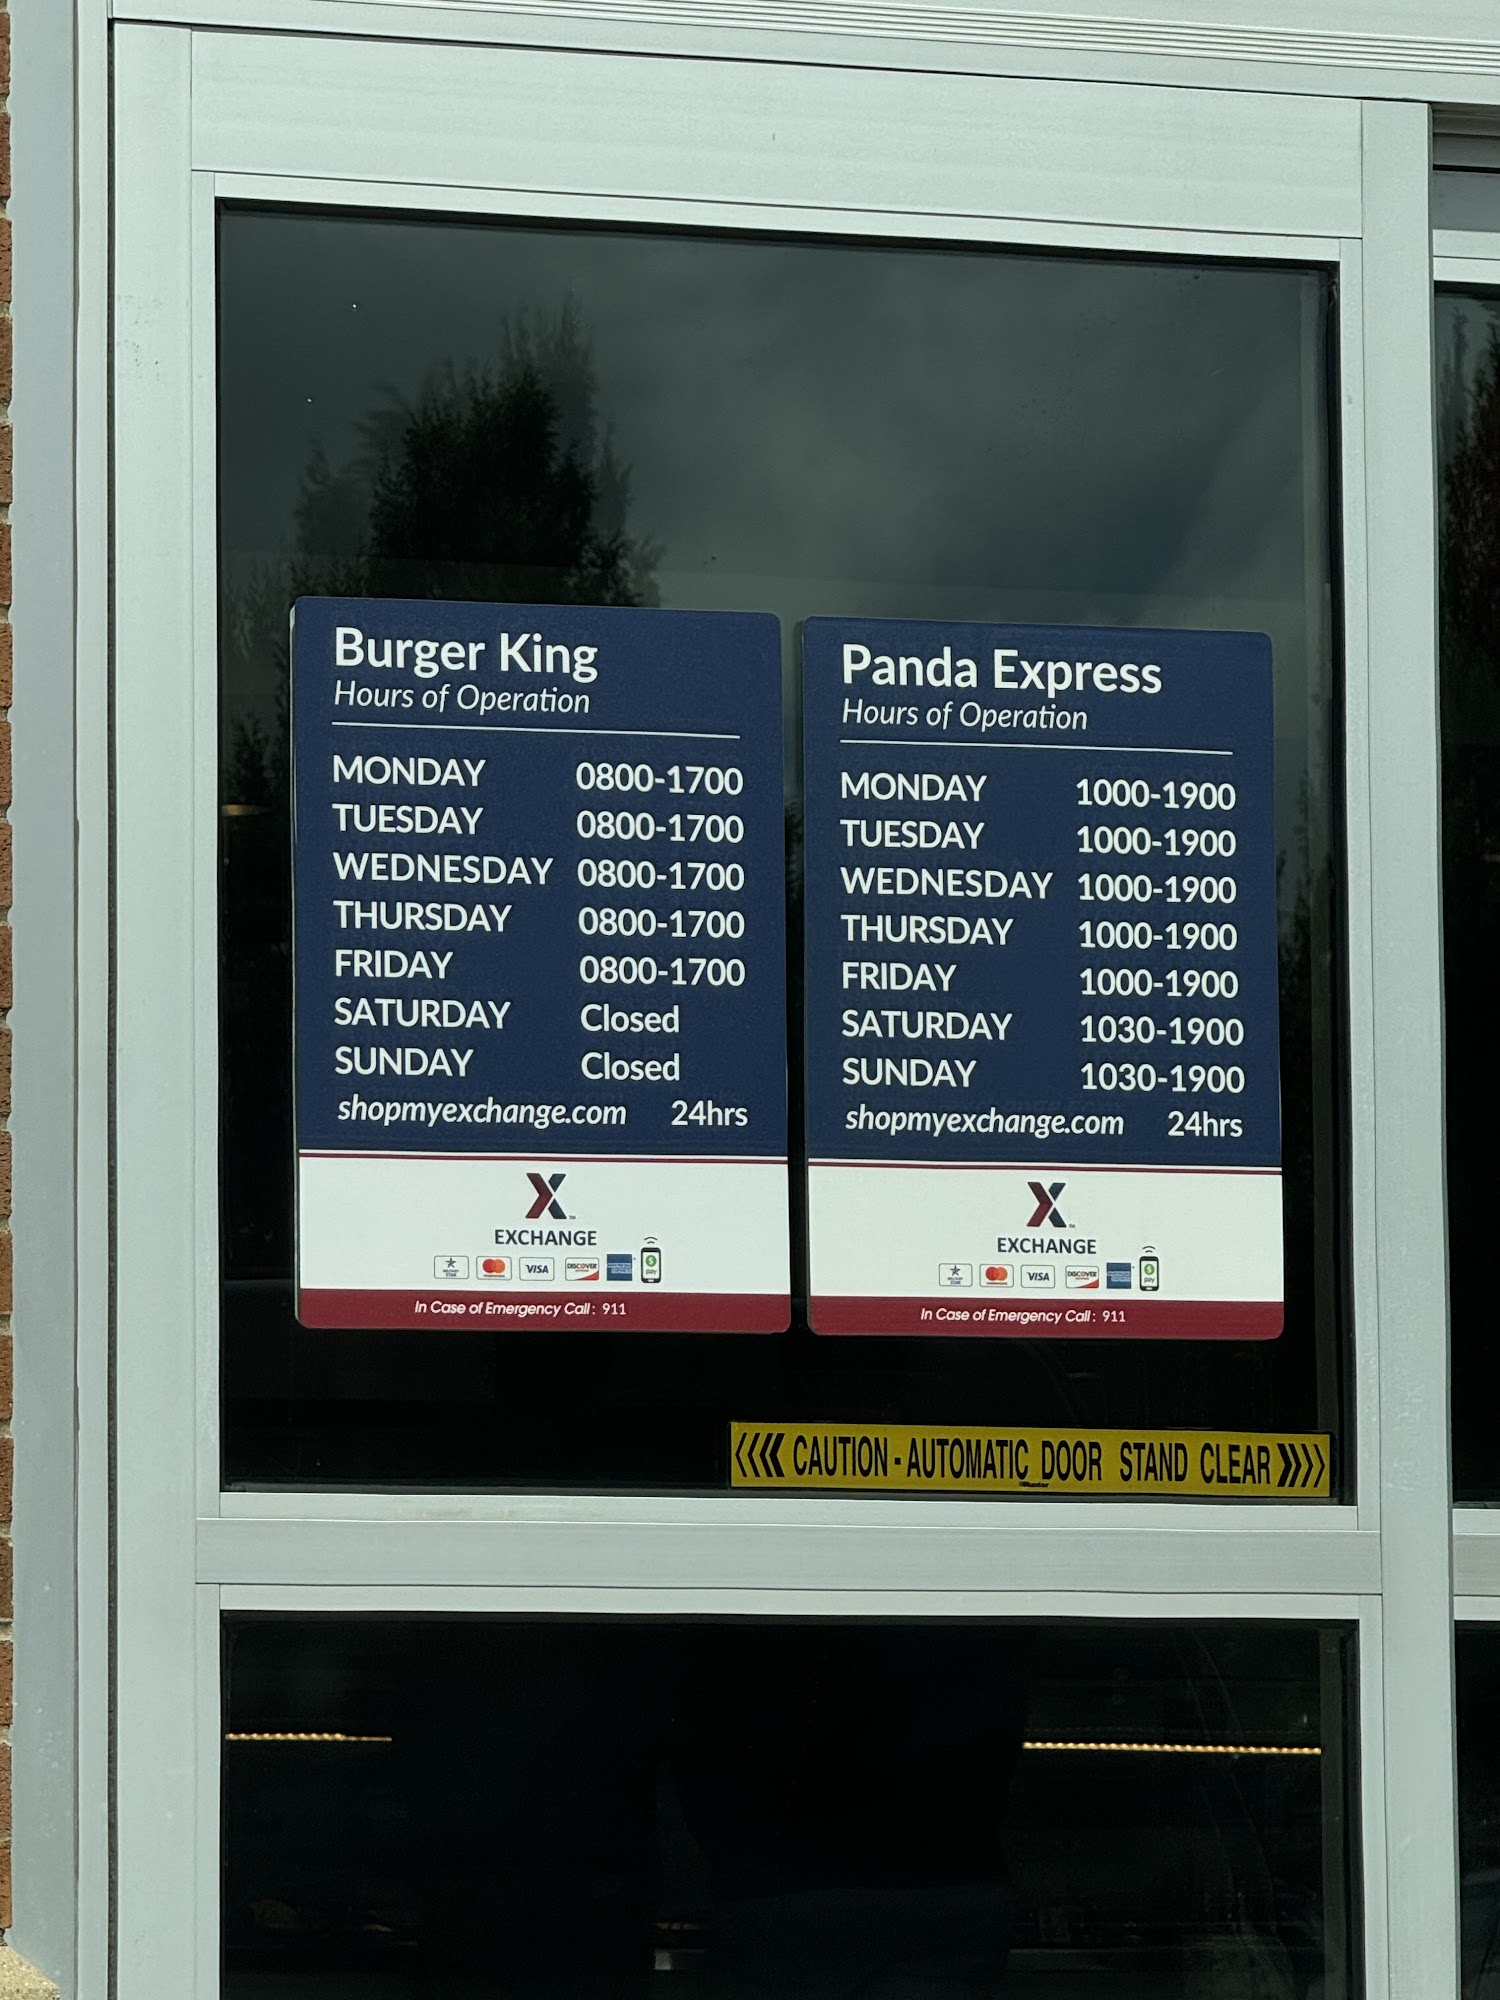 Burger King
Hours of Operation
MONDAY 0800-1700
TUESDAY 0800-1700
WEDNESDAY 0800-1700
THURSDAY 0800-1700
FRIDAY 0800-1700
SATURDAY Closed
SUNDAY Closed
shopmyexchange.com 24hrs
X
EXCHANGE
VISA DISCOVER pay
In Case of Emergency Call: 911
Panda Express
Hours of Operation
MONDAY 1000-1900
TUESDAY 1000-1900
WEDNESDAY 1000-1900
THURSDAY 1000-1900
FRIDAY 1000-1900
SATURDAY 1030-1900
SUNDAY 1030-1900
shopmyexchange.com 24hrs
X
EXCHANGE
VISA DISCOVER pay
In Case of Emergency Call: 911
CAUTION - AUTOMATIC DOOR STAND CLEAR